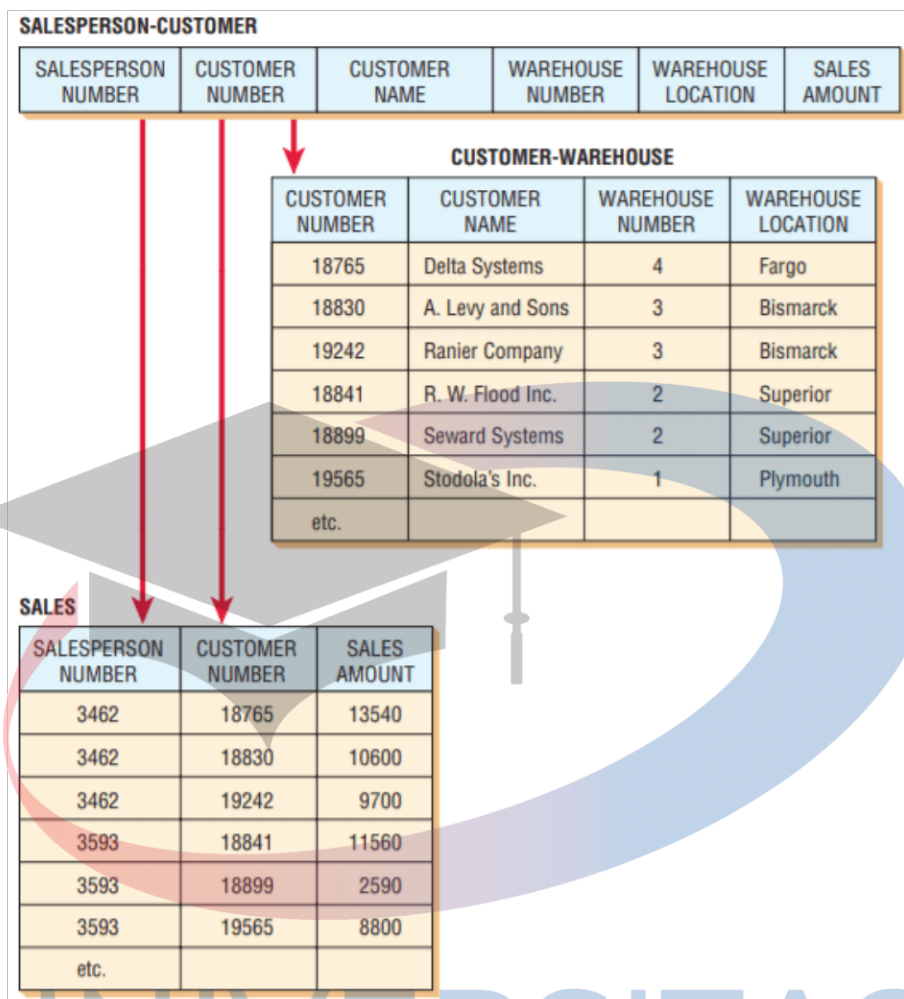 SALESPERSON-CUSTOMER
SALESPERSON NUMBER CUSTOMER NUMBER CUSTOMER NAME WAREHOUSE NUMBER WAREHOUSE LOCATION SALES AMOUNT
CUSTOMER-WAREHOUSE
CUSTOMER NUMBER CUSTOMER NAME WAREHOUSE NUMBER WAREHOUSE LOCATION
18765 Delta Systems 4 Fargo
18830 A. Levy and Sons 3 Bismarck
19242 Ranier Company 3 Bismarck
18841 R. W. Flood Inc. 2 Superior
18899 Seward Systems 2 Superior
19565 Stodola's Inc. 1 Plymouth
etc.
SALES
SALESPERSON NUMBER CUSTOMER NUMBER SALES AMOUNT
3462 18765 13540
3462 18830 10600
3462 19242 9700
3593 18841 11560
3593 18899 2590
3593 19565 8800
etc.